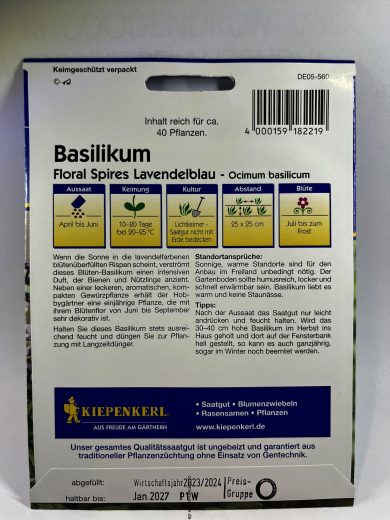 Keimgeschützt verpackt
DE05-560
Inhalt reich für ca.
40 Pflanzen.
4 000159 182219
Basilikum
Floral Spires Lavendelblau - Ocimum basilicum
Aussaat
Keimung
Kultur
Abstand
Blüte
April bis Juni
10-20 Tage
bei 20-25 °C
Lichtkeimer -
Saatgut nicht mit
Erde bedecken
25 x 25 cm
Juli bis zum
Frost
Wenn die Sonne in die lavendelfarbenen
blütenüberfüllten Rispen scheint, verströmt
dieses Blüten-Basilikum einen intensiven
Duft, der Bienen und Nützlinge anzieht.
Neben einer leckeren, aromatischen, kom-
pakten Gewürzpflanze erhält der Hob-
bygärtner eine einjährige Pflanze, die mit
ihrem Blütenflor von Juni bis September
sehr dekorativ ist.
Halten Sie dieses Basilikum stets ausrei-
chend feucht und düngen Sie zur Pflan-
zung mit Langzeitdünger.
Standortansprüche:
Sonnige, warme Standorte sind für den
Anbau im Freiland unbedingt nötig. Der
Gartenboden sollte humusreich, locker und
schnell erwärmbar sein. Basilikum liebt es
warm und keine Staunässe.
Tipps:
Nach der Aussaat das Saatgut nur leicht
andrücken und feucht halten. Wird das
30-40 cm hohe Basilikum im Herbst ins
Haus geholt und dort auf der Fensterbank
hell gestellt, so kann es auch ganzjährig,
sogar im Winter noch beerntet werden.
KIEPENKERL
AUS FREUDE AM GÄRTNERN
• Saatgut • Blumenzwiebeln
• Rasensamen • Pflanzen
www.kiepenkerl.de
Unser gesamtes Qualitätssaatgut ist ungebeizt und garantiert aus
traditioneller Pflanzenzüchtung ohne Einsatz von Gentechnik.
abgefüllt: Wirtschaftsjahr2023/2024
haltbar bis: Jan.2027 PTW
Preis-
Gruppe